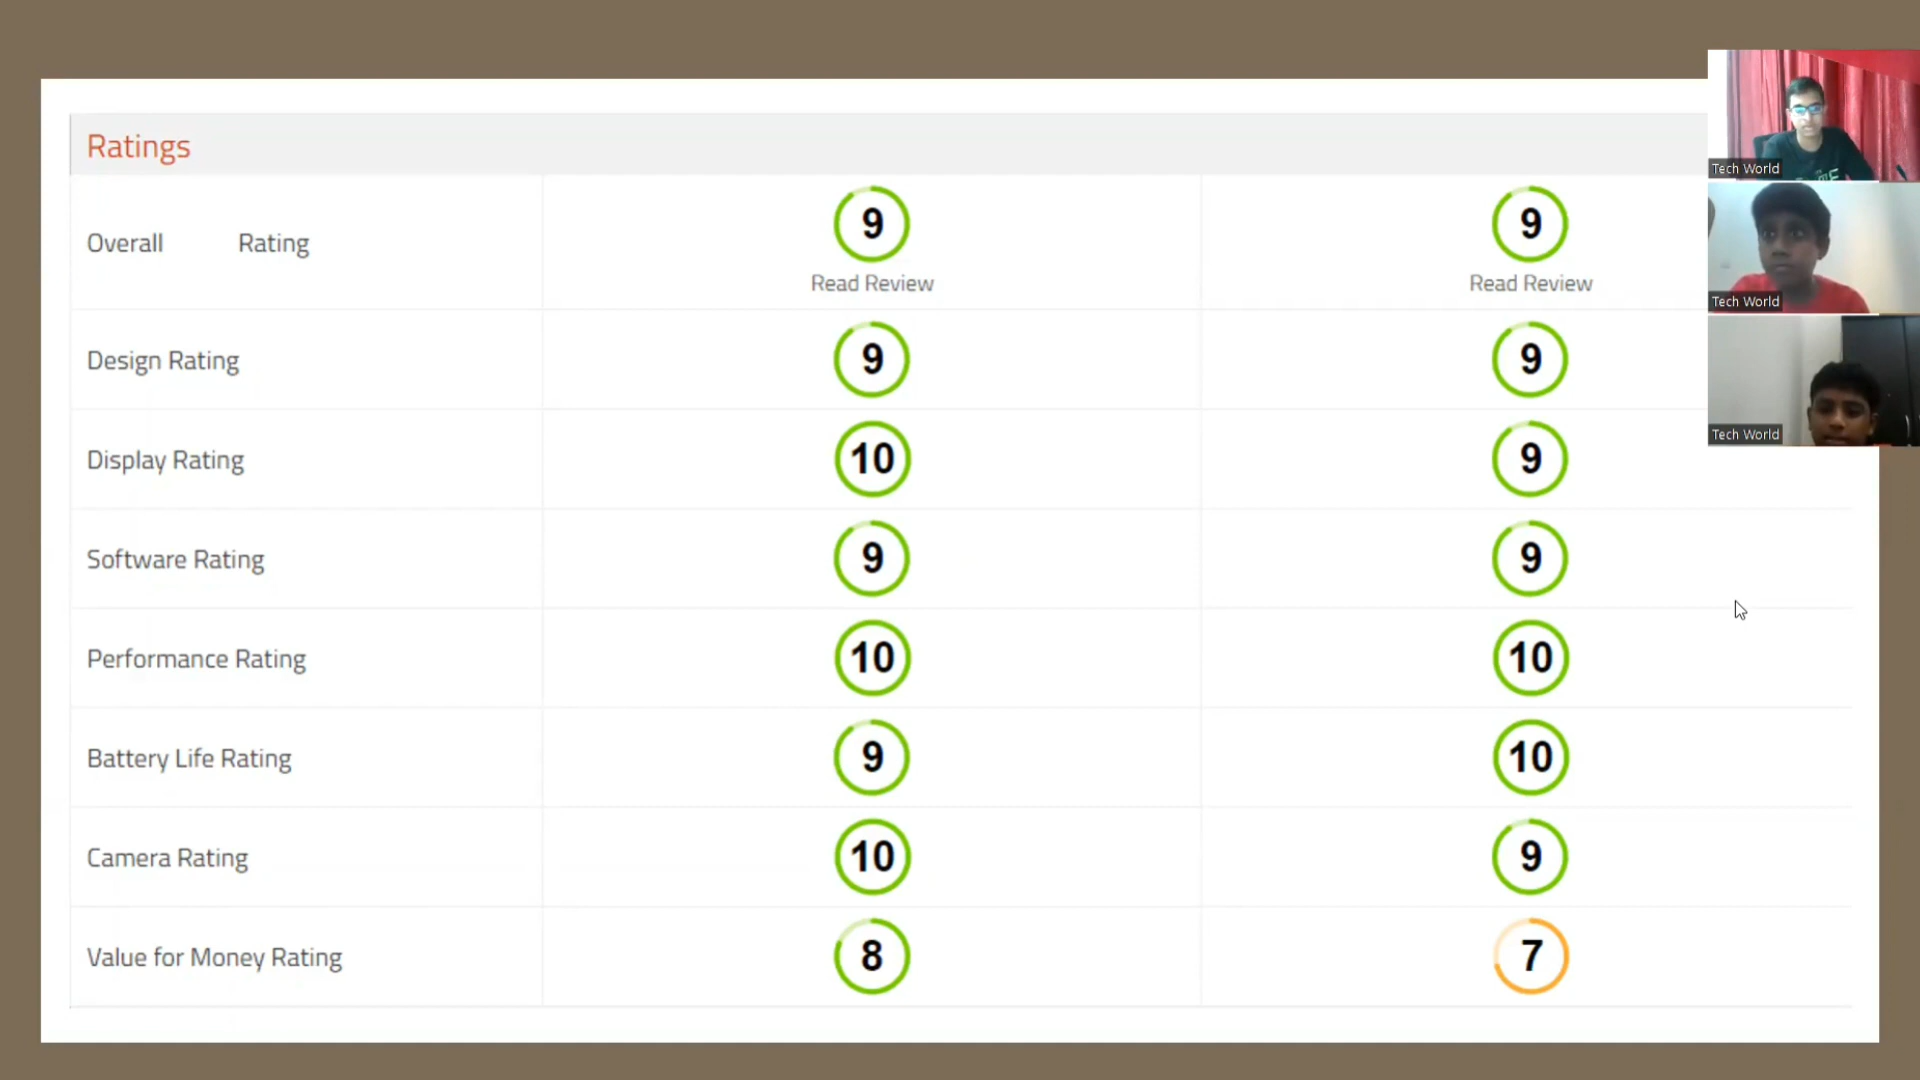 Ratings
Overall Rating 9 9
Read Review Read Review
Design Rating 9 9
Display Rating 10 9
Software Rating 9 9
Performance Rating 10 10
Battery Life Rating 9 10
Camera Rating 10 9
Value for Money Rating 8 7
Tech World
Tech World
Tech World